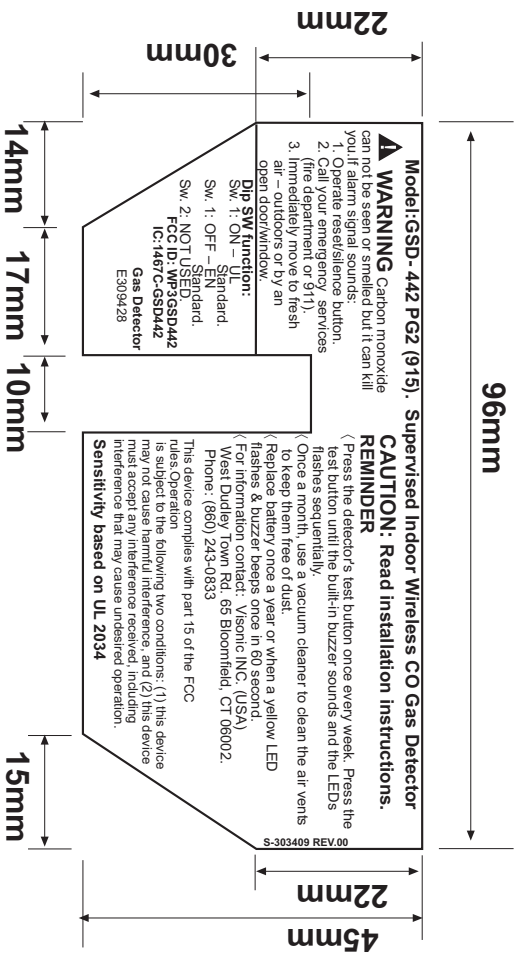 96mm
22mm
30mm
Model:GSD- 442 PG2 (915). Supervised Indoor Wireless CO Gas Detector
WARNING Carbon monoxide
can not be seen or smelled but it can kill
you.If alarm signal sounds:
1. Operate reset/silence button.
2. Call your emergency services
(fire department or 911).
3. Immediately move to fresh
air – outdoors or by an
open door/window.
Dip SW function:
Sw. 1: ON – UL
Standard.
Sw. 1: OFF – EN
Standard.
Sw. 2: NOT USED
FCC ID: WP3GSD442
IC:1467C-GSD442
Gas Detector
E309428
CAUTION: Read installation instructions.
REMINDER
〈 Press the detector's test button once every week. Press the
test button until the built-in buzzer sounds and the LEDs
flashes sequentially.
〈 Once a month, use a vacuum cleaner to clean the air vents
to keep them free of dust.
〈 Replace battery once a year or when a yellow LED
flashes & buzzer beeps once in 60 second.
〈 For information contact: Visonic INC, (USA)
West Dudley Town Rd. 65 Bloomfield, CT 06002.
Phone: (860) 243-0833
This device complies with part 15 of the FCC
rules.Operation
is subject to the following two conditions: (1) this device
may not cause harmful interference, and (2) this device
must accept any interference received, including
interference that may cause undesired operation.
Sensitivity based on UL 2034
S-303409 REV.00
22mm
45mm
14mm
17mm
10mm
15mm